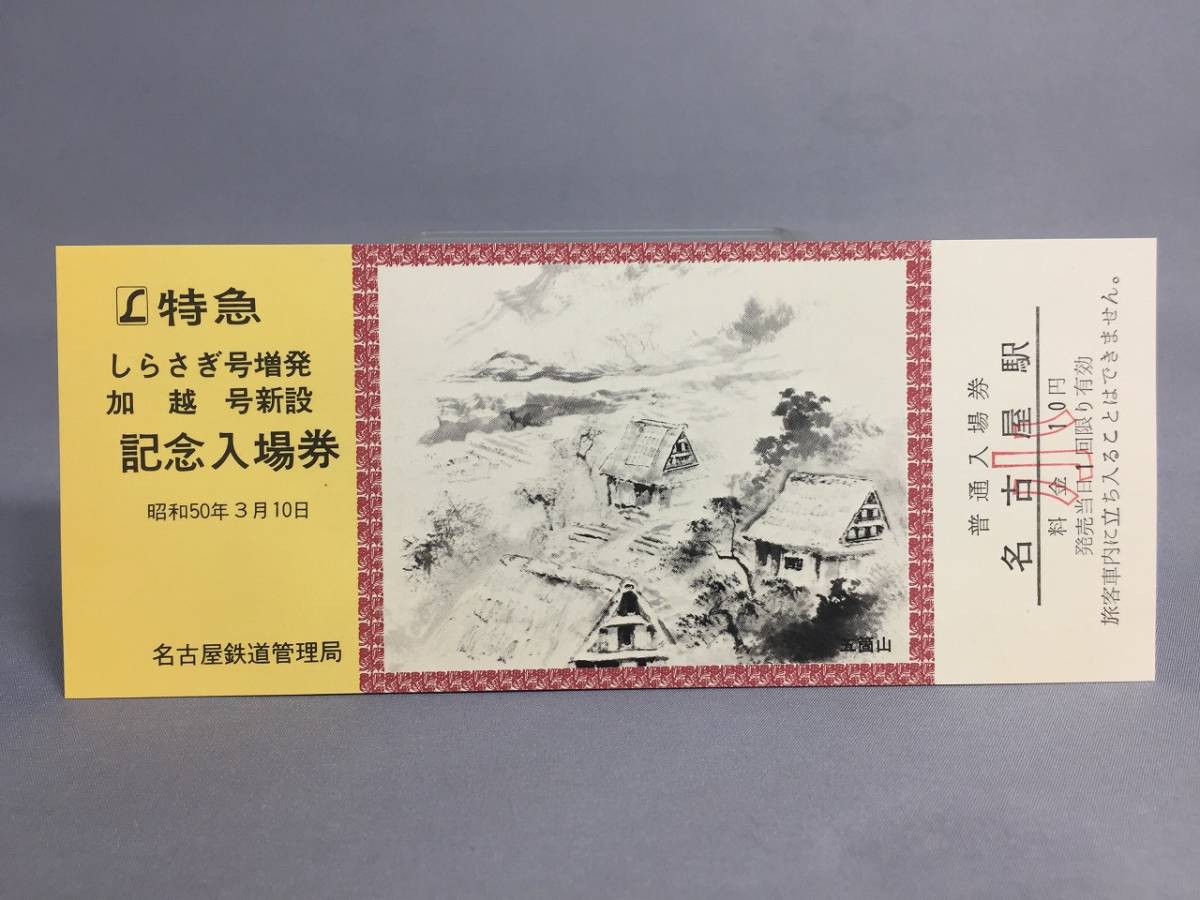 L特急
しらさぎ号増発
加越号新設
記念入場券
昭和50年3月10日
名古屋鉄道管理局
五箇山
普通入場券
名古屋駅
料金10円
小
発売当日1回限り有効
旅客車内に立ち入ることはできません。